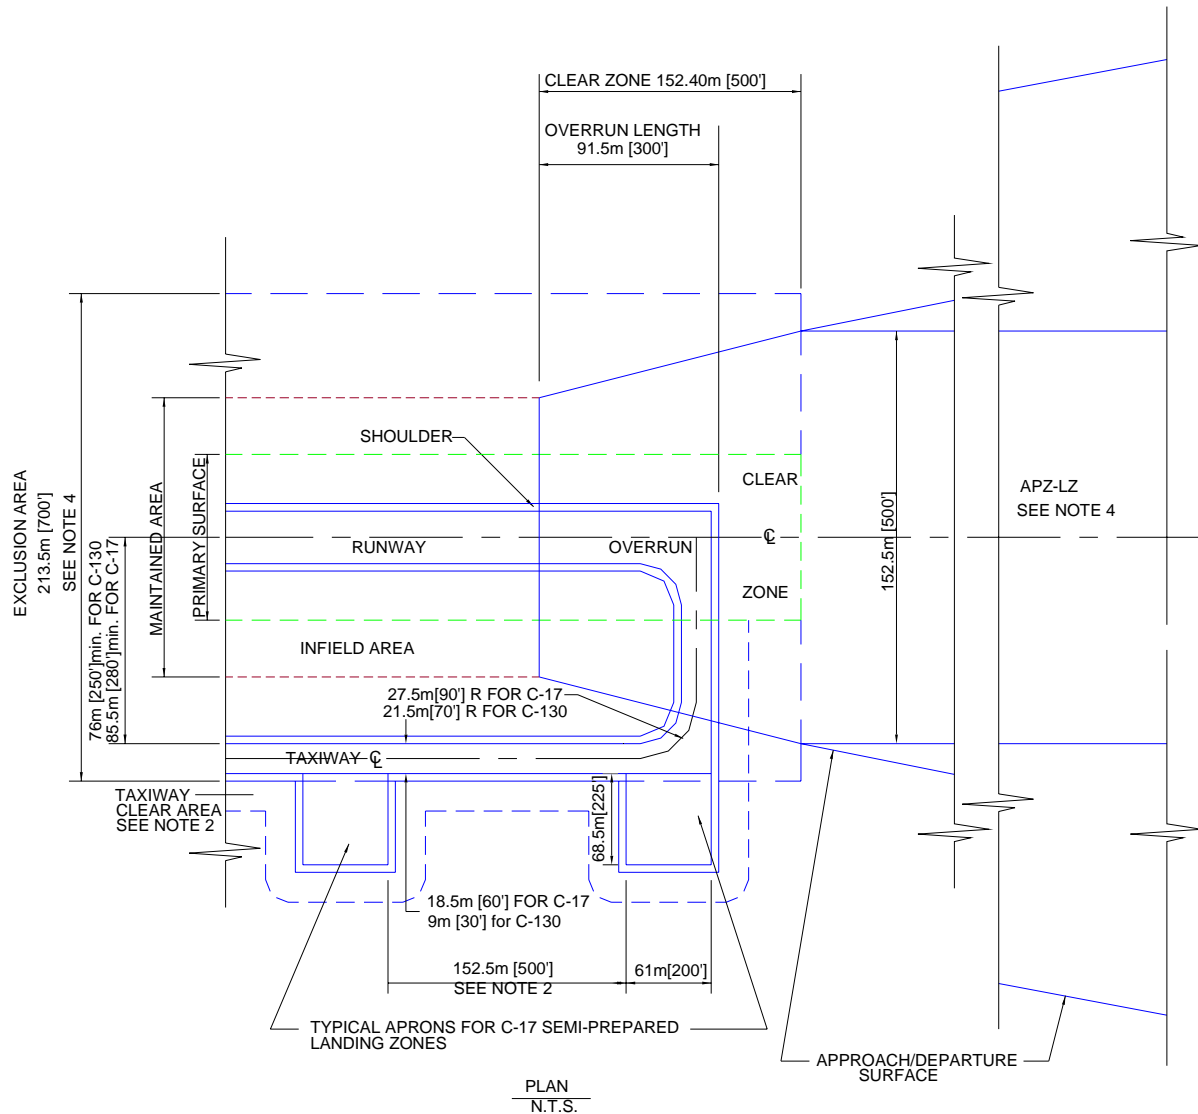 CLEAR ZONE 152.40m [500']
OVERRUN LENGTH
91.5m [300']
EXCLUSION AREA
213.5m [700']
SEE NOTE 4
76m [250']min. FOR C-130
85.5m [280']min. FOR C-17
MAINTAINED AREA
PRIMARY SURFACE
SHOULDER
RUNWAY
OVERRUN
CLEAR
℄
ZONE
152.5m [500']
APZ-LZ
SEE NOTE 4
INFIELD AREA
27.5m[90'] R FOR C-17
21.5m[70'] R FOR C-130
TAXIWAY ℄
TAXIWAY
CLEAR AREA
SEE NOTE 2
68.5m[225']
18.5m [60'] FOR C-17
9m [30'] for C-130
152.5m [500']
SEE NOTE 2
61m[200']
TYPICAL APRONS FOR C-17 SEMI-PREPARED
LANDING ZONES
APPROACH/DEPARTURE
SURFACE
PLAN
N.T.S.